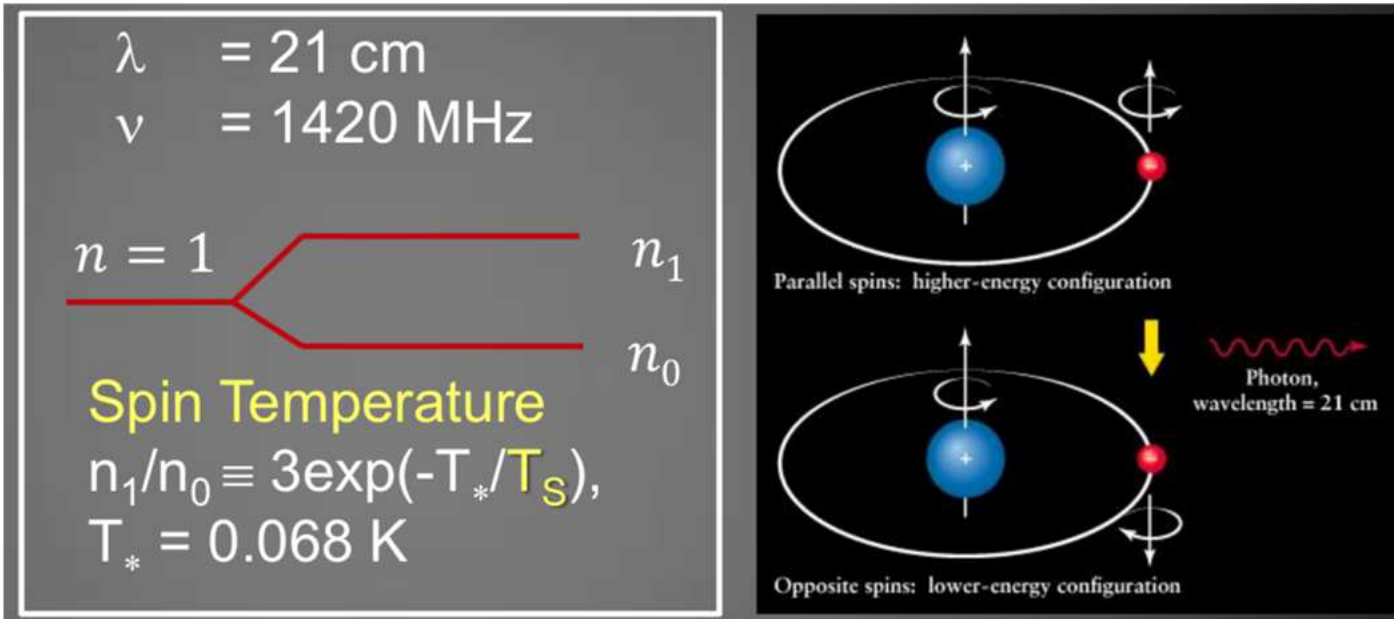 λ = 21 cm
ν = 1420 MHz
n = 1
n₁
n₀
Spin Temperature
n₁/n₀ ≡ 3exp(-T⁎/T_S),
T⁎ = 0.068 K
+
−
Parallel spins: higher-energy configuration
Photon,
wavelength = 21 cm
+
−
Opposite spins: lower-energy configuration